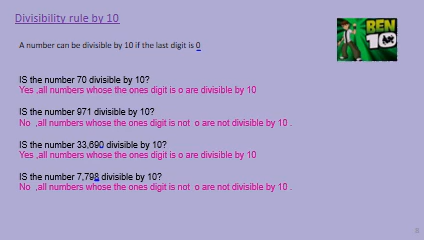 Divisibility rule by 10
A number can be divisible by 10 if the last digit is 0
BEN
10
IS the number 70 divisible by 10?
Yes ,all numbers whose the ones digit is o are divisible by 10
IS the number 971 divisible by 10?
No ,all numbers whose the ones digit is not o are not divisible by 10 .
IS the number 33,690 divisible by 10?
Yes ,all numbers whose the ones digit is o are divisible by 10
IS the number 7,798 divisible by 10?
No ,all numbers whose the ones digit is not o are not divisible by 10 .
8